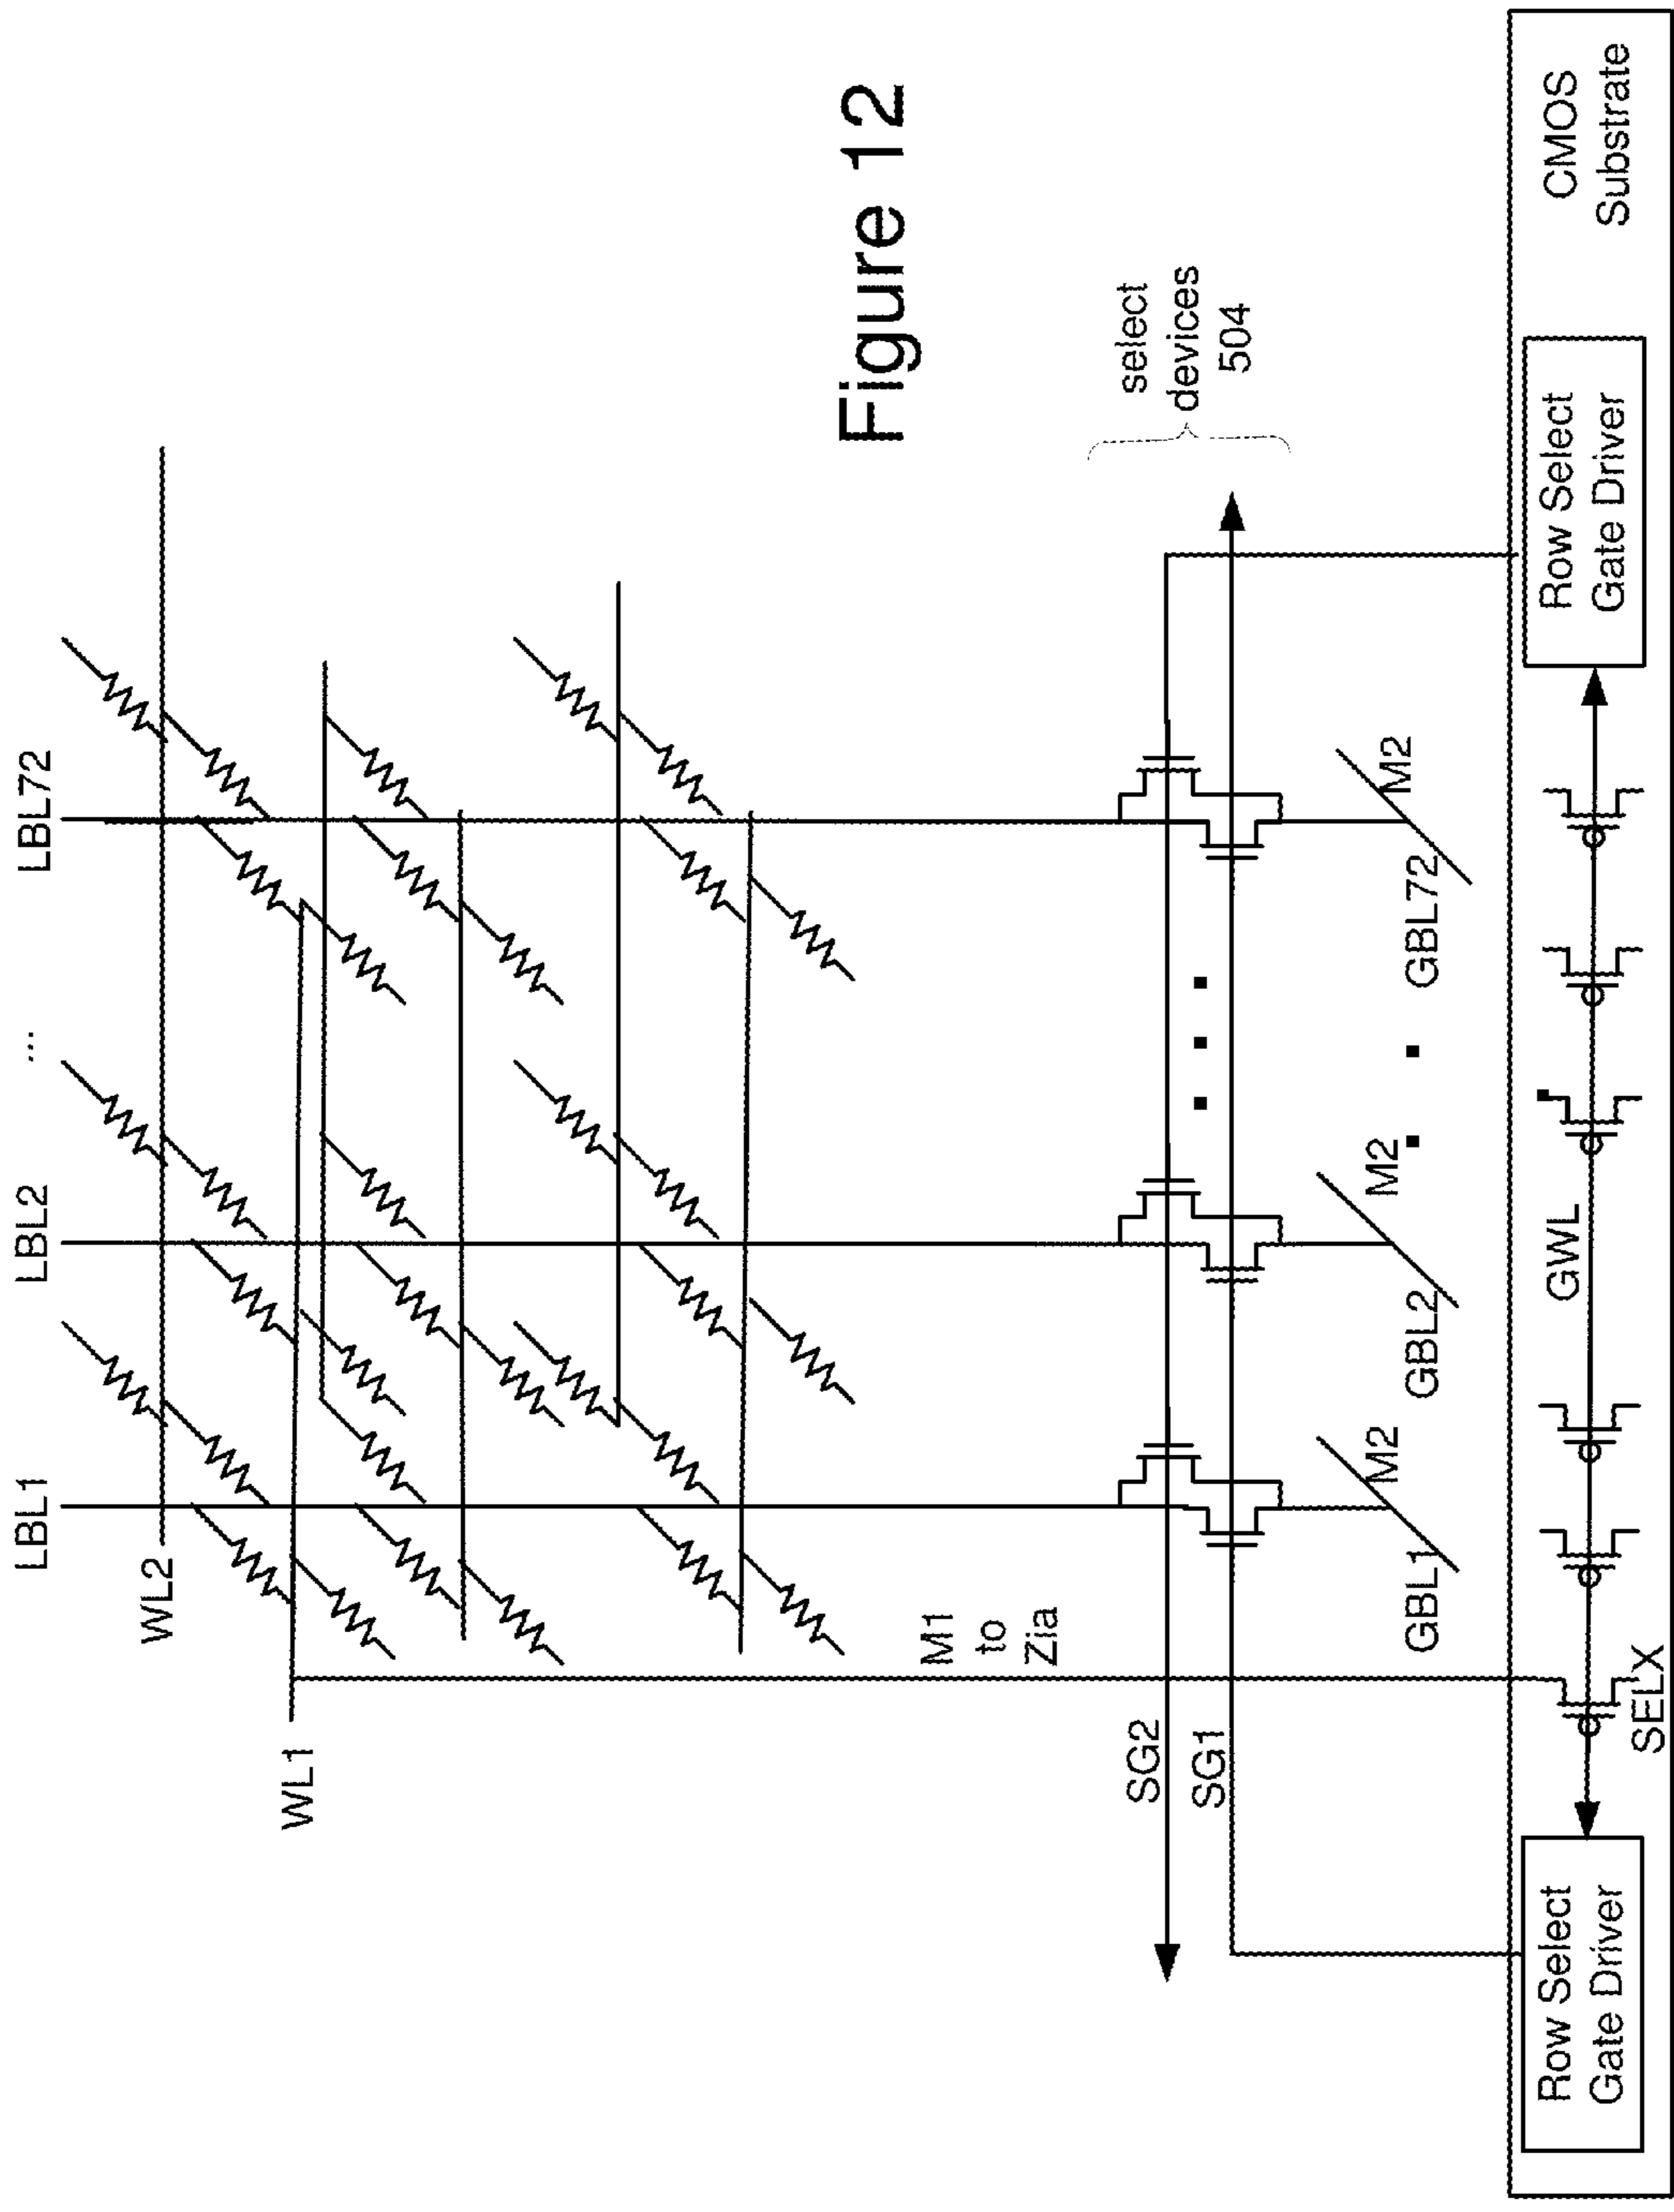 LBL1
LBL2
...
LBL72
WL2
WL1
M1
to
Zia
Figure 12
SG2
SG1
select
devices
504
M2
M2
M2
GBL1
GBL2
GBL72
GWL
SELX
Row Select
Gate Driver
Row Select
Gate Driver
CMOS
Substrate